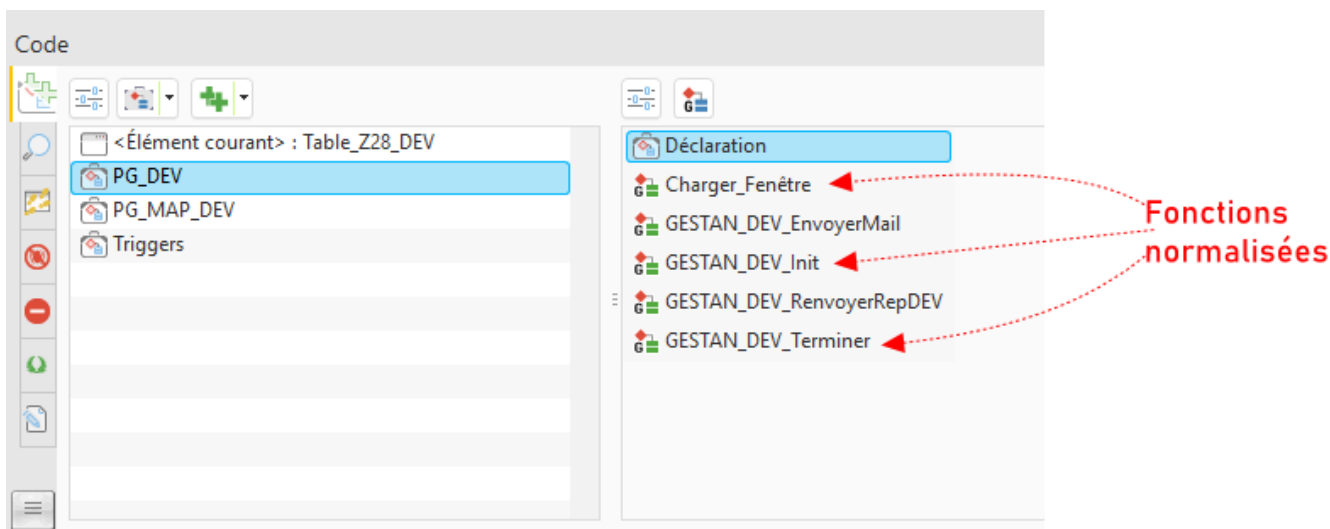 Code
<Élément courant> : Table_Z28_DEV
PG_DEV
PG_MAP_DEV
Triggers
Déclaration
Charger_Fenêtre
GESTAN_DEV_EnvoyerMail
GESTAN_DEV_Init
GESTAN_DEV_RenvoyerRepDEV
GESTAN_DEV_Terminer
Fonctions
normalisées